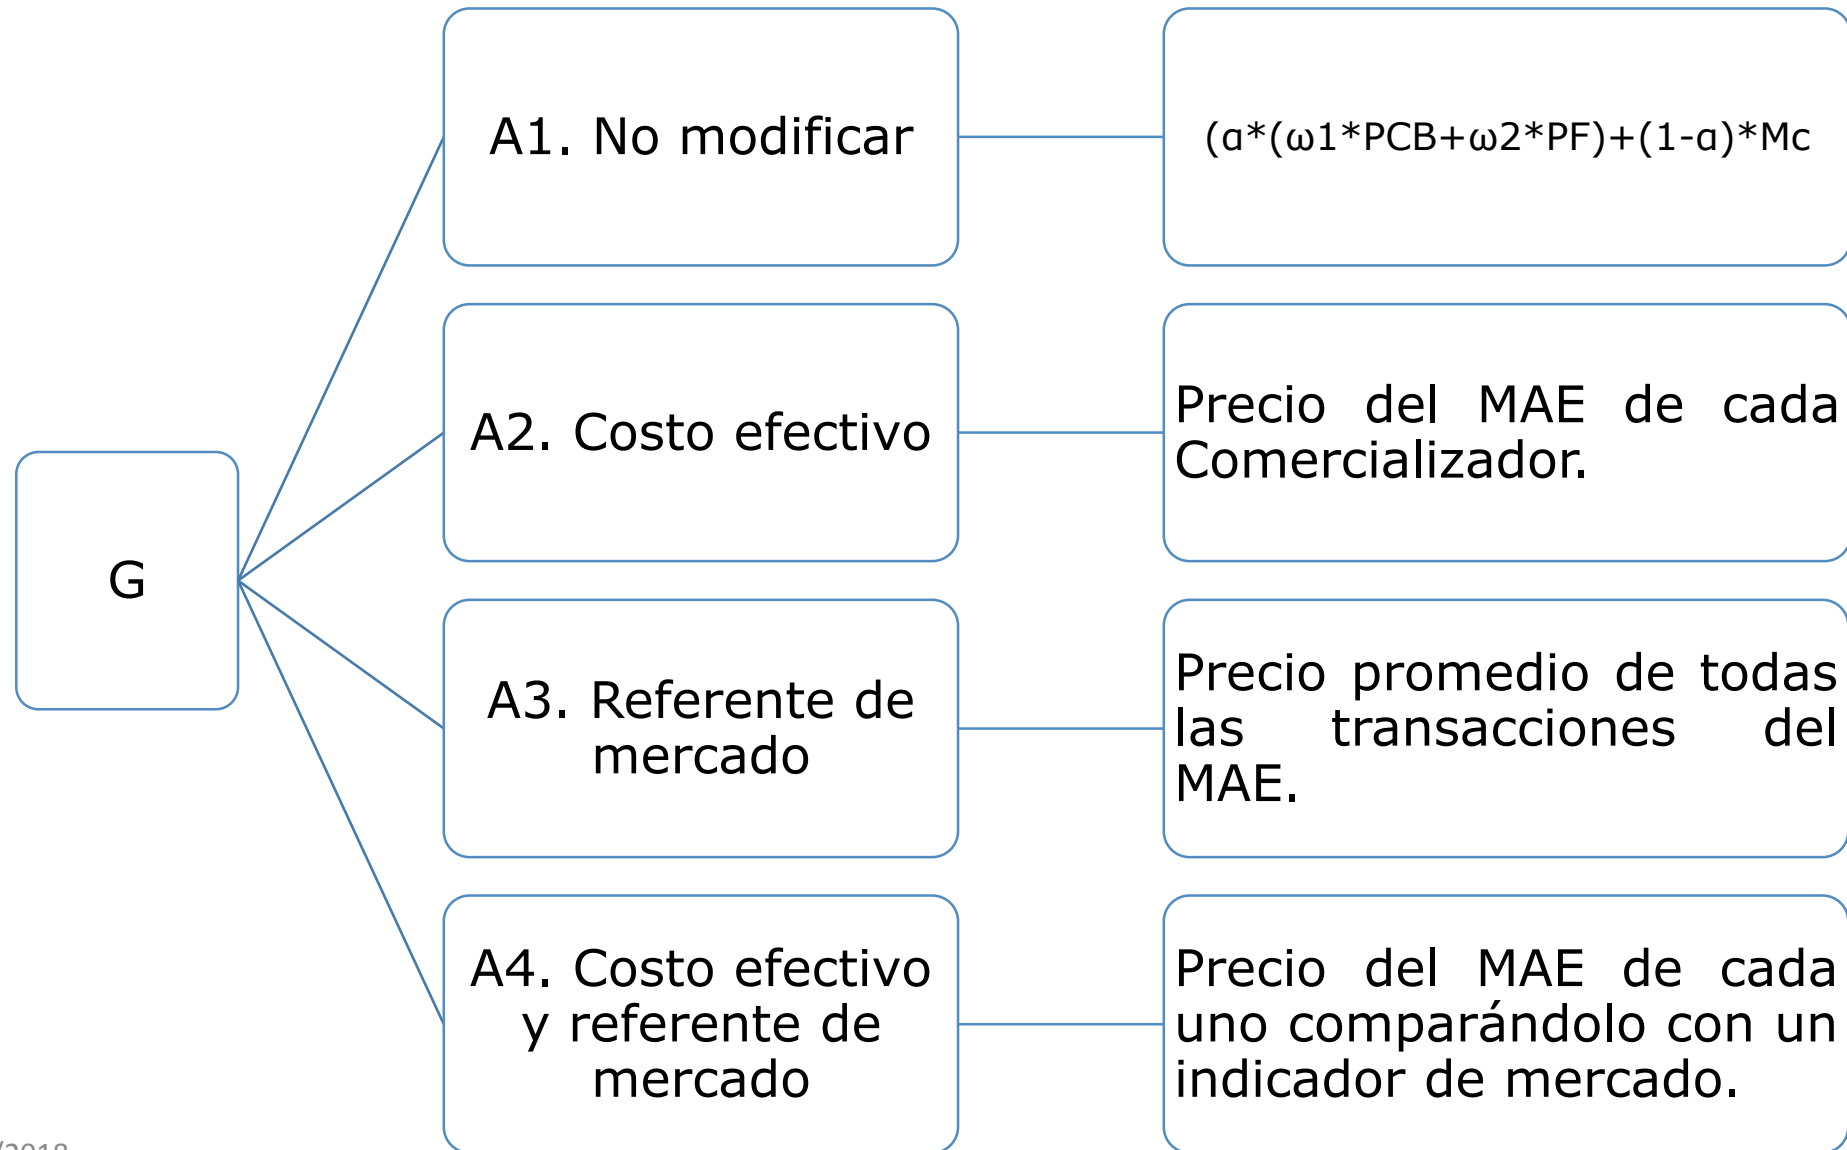 A1. No modificar
(α*(ω1*PCB+ω2*PF)+(1-α)*Mc
A2. Costo efectivo
Precio del MAE de cada
Comercializador.
G
A3. Referente de
mercado
Precio promedio de todas
las transacciones del
MAE.
A4. Costo efectivo
y referente de
mercado
Precio del MAE de cada
uno comparándolo con un
indicador de mercado.
/2018